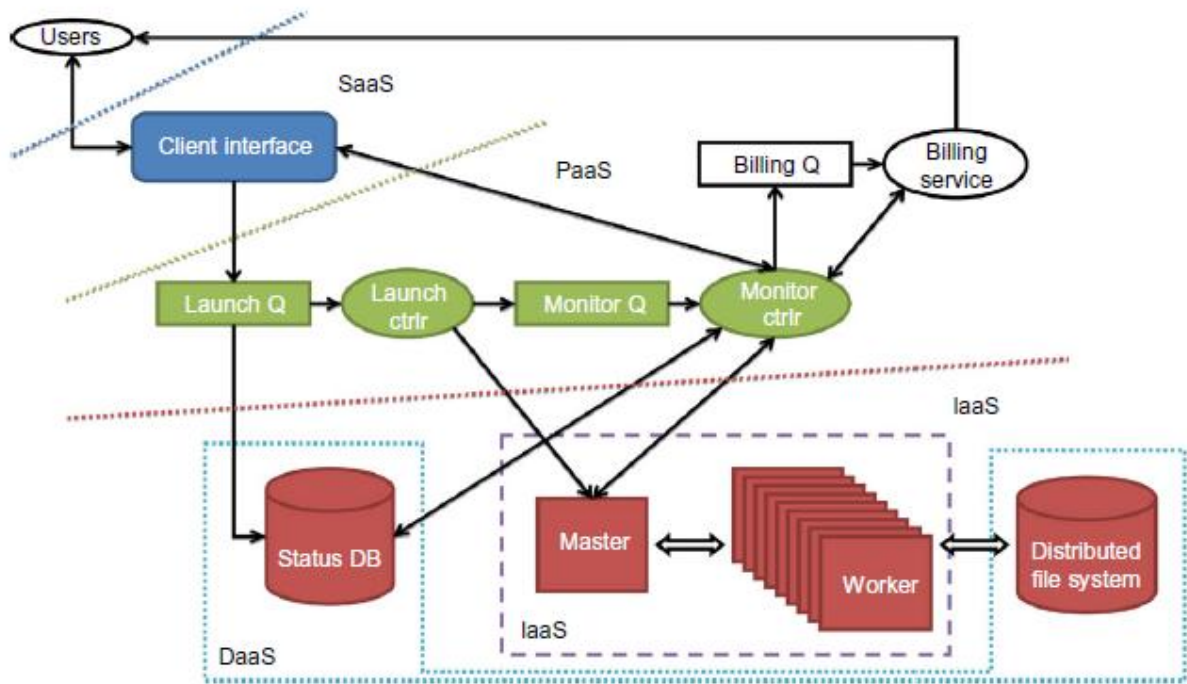 Users
SaaS
Client interface
PaaS
Billing Q
Billing
service
Launch Q
Launch
ctrlr
Monitor Q
Monitor
ctrlr
IaaS
Status DB
Master
Worker
Distributed
file system
IaaS
DaaS